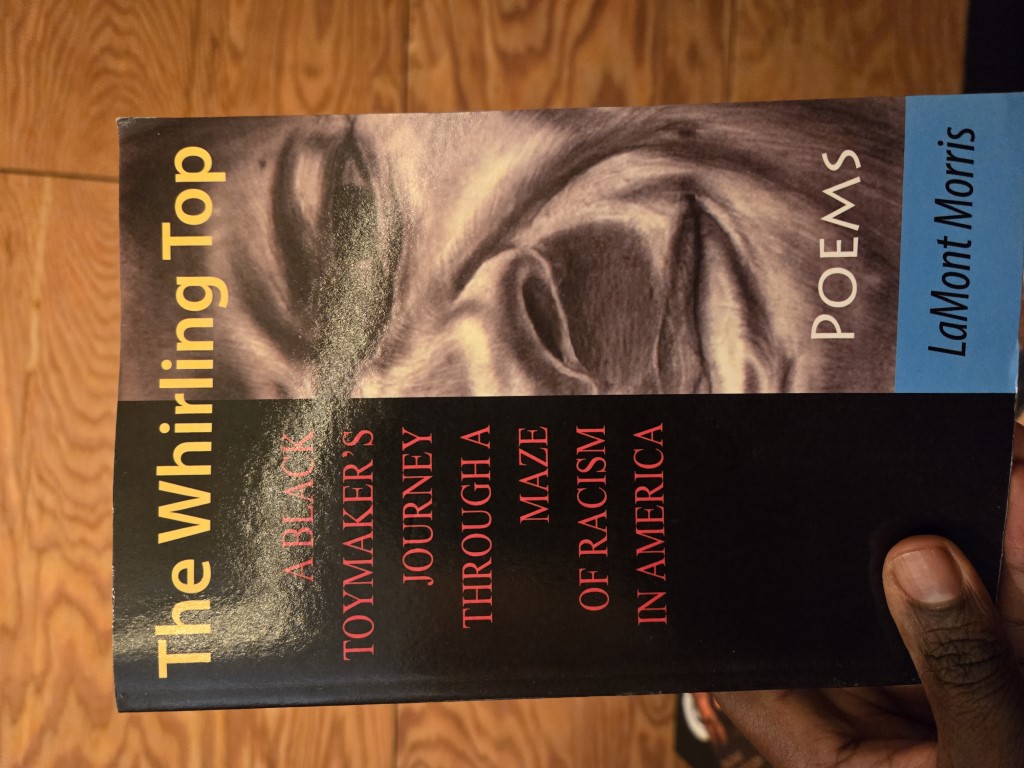 The Whirling Top
A BLACK
TOYMAKER'S
JOURNEY
THROUGH A
MAZE
OF RACISM
IN AMERICA
POEMS
LaMont Morris